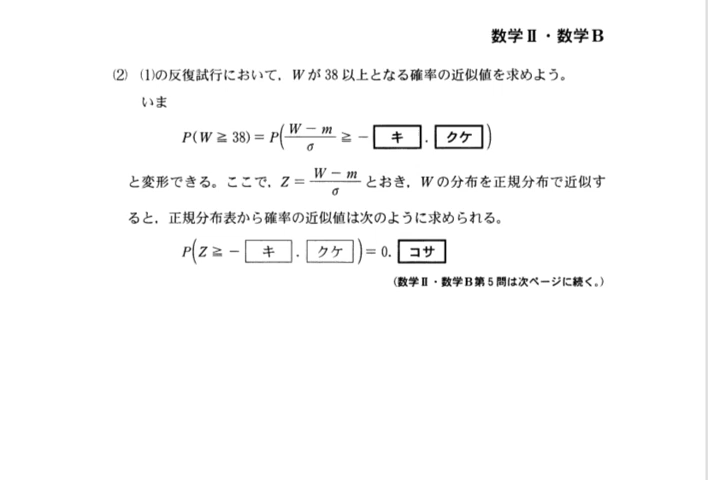 数学Ⅱ・数学B
(2) (1)の反復試行において，Wが38以上となる確率の近似値を求めよう。
いま
P(W ≧ 38) = P((W − m)/σ ≧ − キ . クケ)
と変形できる。ここで，Z = (W − m)/σ とおき，Wの分布を正規分布で近似す
ると，正規分布表から確率の近似値は次のように求められる。
P(Z ≧ − キ . クケ) = 0. コサ
(数学Ⅱ・数学B第5問は次ページに続く。)